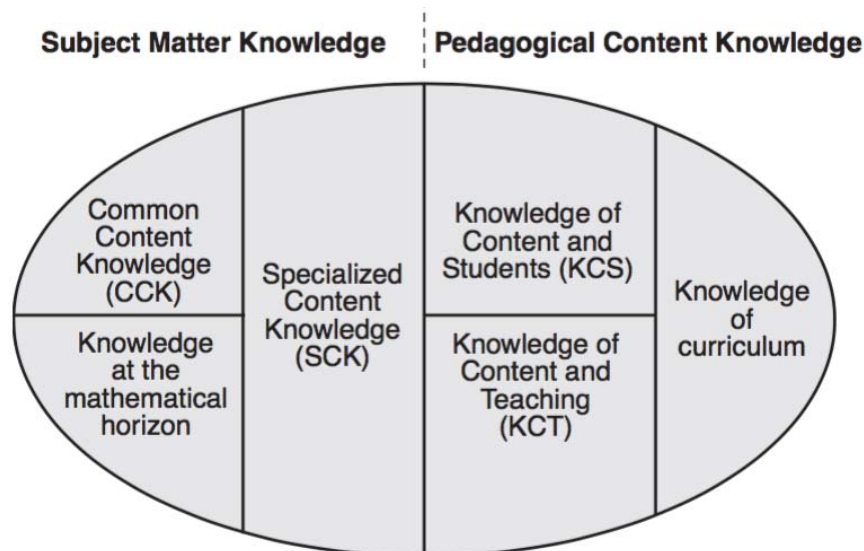 Subject Matter Knowledge
Pedagogical Content Knowledge
Common
Content
Knowledge
(CCK)
Knowledge
at the
mathematical
horizon
Specialized
Content
Knowledge
(SCK)
Knowledge of
Content and
Students (KCS)
Knowledge of
Content and
Teaching
(KCT)
Knowledge
of
curriculum